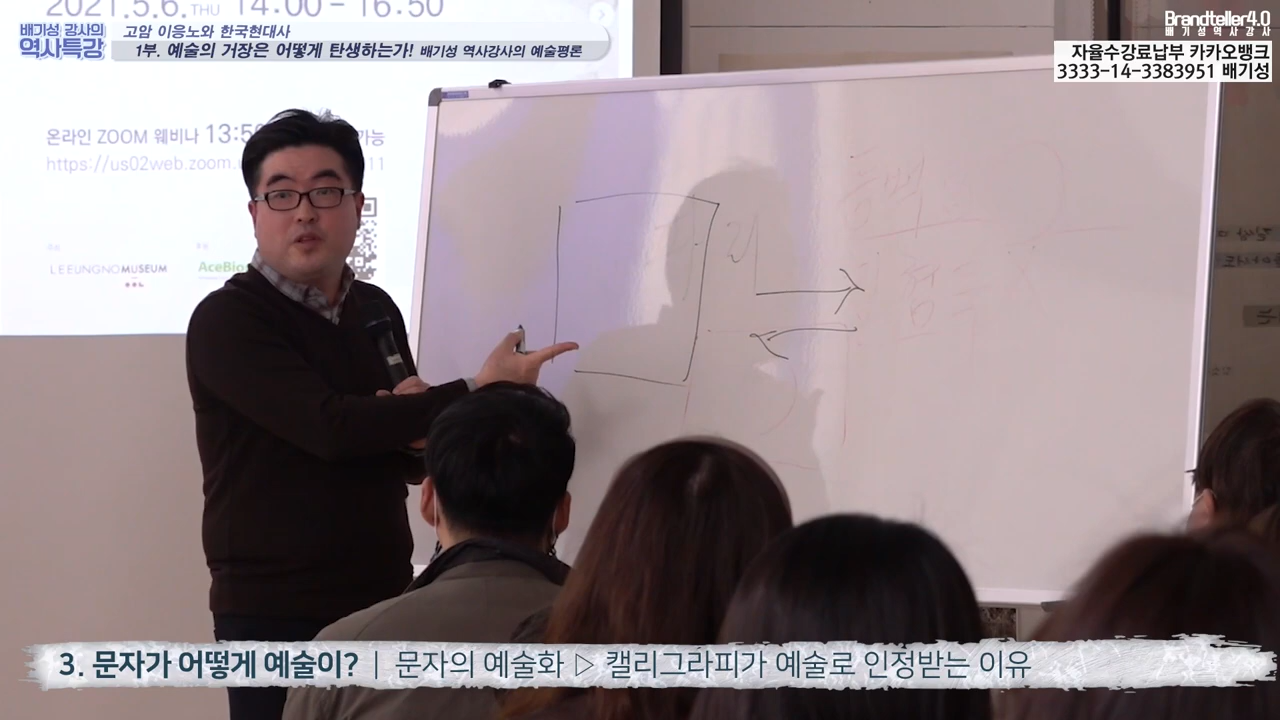 2021.5.6.THU 14:00-16:50
배기성 강사의
역사특강
고암 이응노와 한국현대사
1부. 예술의 거장은 어떻게 탄생하는가! 배기성 역사강사의 예술평론
Brandteller4.0
배기성역사강사
자율수강료납부 카카오뱅크
3333-14-3383951 배기성
온라인 ZOOM 웨비나 13:5
가능
https://us02web.zoom.
11
LEEUNGNOMUSEUM
AceBio
3. 문자가 어떻게 예술이? | 문자의 예술화 ▷ 캘리그라피가 예술로 인정받는 이유